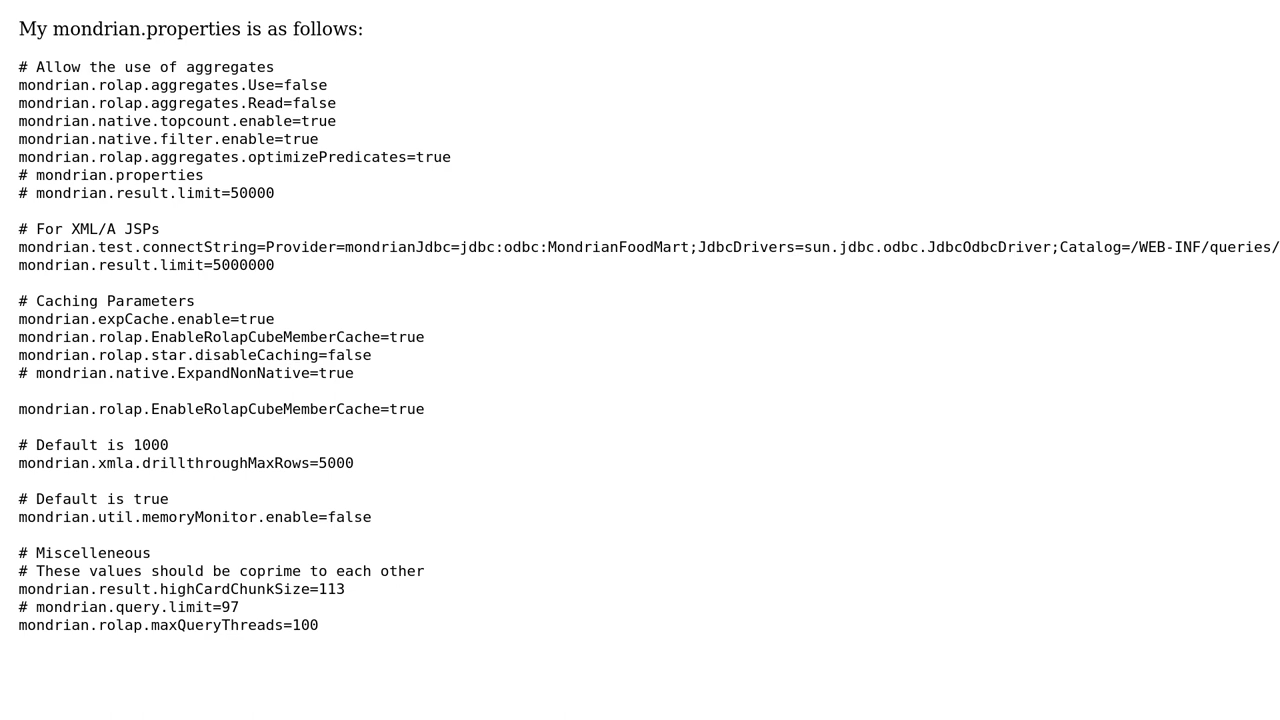 My mondrian.properties is as follows:
# Allow the use of aggregates
mondrian.rolap.aggregates.Use=false
mondrian.rolap.aggregates.Read=false
mondrian.native.topcount.enable=true
mondrian.native.filter.enable=true
mondrian.rolap.aggregates.optimizePredicates=true
# mondrian.properties
# mondrian.result.limit=50000
# For XML/A JSPs
mondrian.test.connectString=Provider=mondrianJdbc=jdbc:odbc:MondrianFoodMart;JdbcDrivers=sun.jdbc.odbc.JdbcOdbcDriver;Catalog=/WEB-INF/queries/
mondrian.result.limit=5000000
# Caching Parameters
mondrian.expCache.enable=true
mondrian.rolap.EnableRolapCubeMemberCache=true
mondrian.rolap.star.disableCaching=false
# mondrian.native.ExpandNonNative=true
mondrian.rolap.EnableRolapCubeMemberCache=true
# Default is 1000
mondrian.xmla.drillthroughMaxRows=5000
# Default is true
mondrian.util.memoryMonitor.enable=false
# Miscelleneous
# These values should be coprime to each other
mondrian.result.highCardChunkSize=113
# mondrian.query.limit=97
mondrian.rolap.maxQueryThreads=100